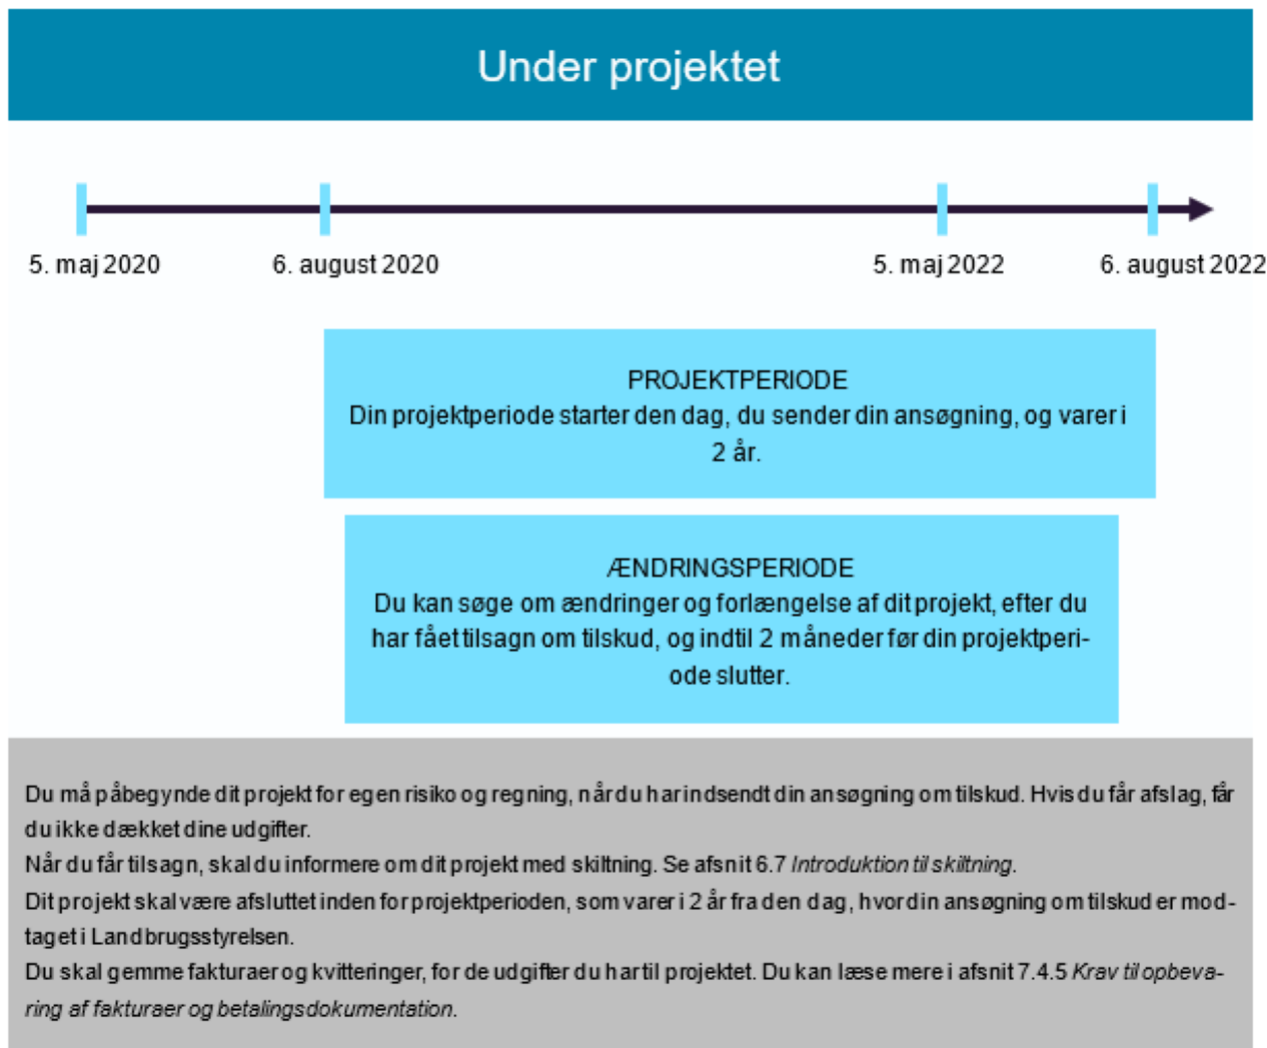 Under projektet
5. maj 2020
6. august 2020
5. maj 2022
6. august 2022
PROJEKTPERIODE
Din projektperiode starter den dag, du sender din ansøgning, og varer i
2 år.
ÆNDRINGSPERIODE
Du kan søge om ændringer og forlængelse af dit projekt, efter du
har fået tilsagn om tilskud, og indtil 2 måneder før din projektperi-
ode slutter.
Du må påbegynde dit projekt for egen risiko og regning, når du har indsendt din ansøgning om tilskud. Hvis du får afslag, får
du ikke dækket dine udgifter.
Når du får tilsagn, skal du informere om dit projekt med skiltning. Se afsnit 6.7 Introduktion til skiltning.
Dit projekt skal være afsluttet inden for projektperioden, som varer i 2 år fra den dag, hvor din ansøgning om tilskud er mod-
taget i Landbrugsstyrelsen.
Du skal gemme fakturaer og kvitteringer, for de udgifter du har til projektet. Du kan læse mere i afsnit 7.4.5 Krav til opbeva-
ring af fakturaer og betalingsdokumentation.